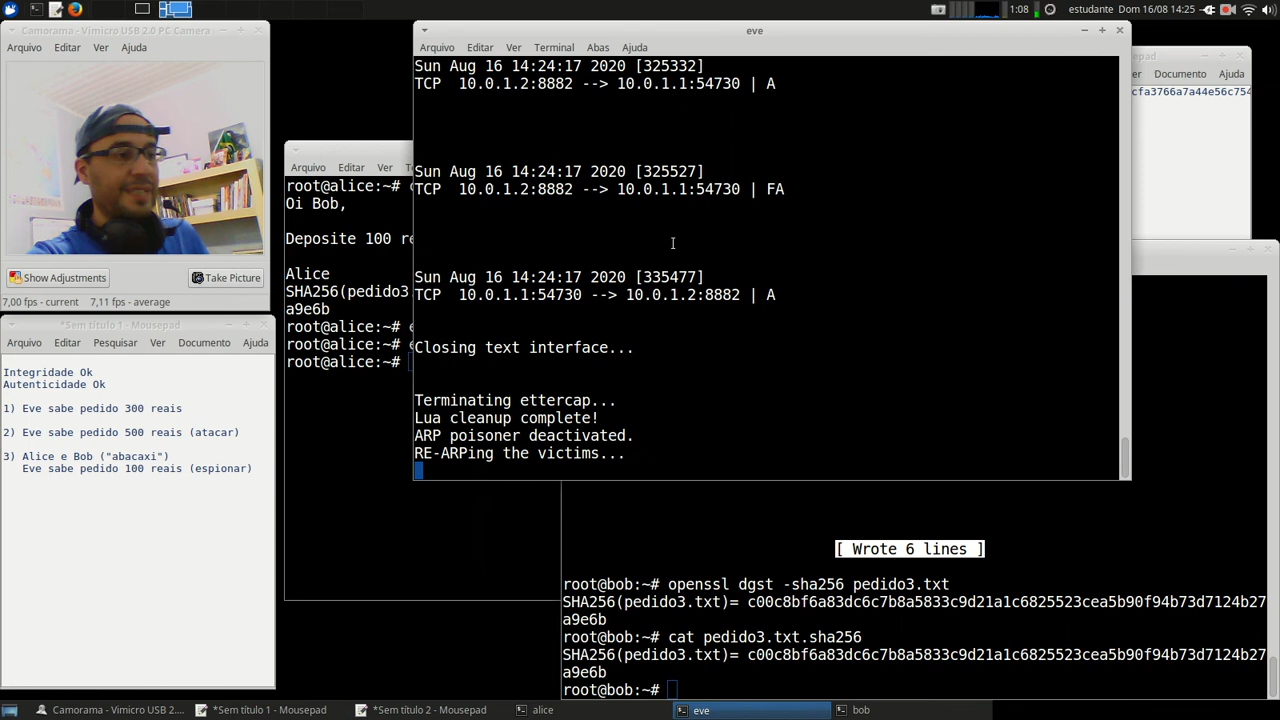 1:08
estudante
Dom 16/08 14:25
Camorama - Vimicro USB 2.0 PC Camera
Arquivo Editar Ver Ajuda
Show Adjustments
Take Picture
7,00 fps - current 7,11 fps - average
*Sem título 1 - Mousepad
Arquivo Editar Pesquisar Ver Documento Ajuda
Integridade Ok
Autenticidade Ok
1) Eve sabe pedido 300 reais
2) Eve sabe pedido 500 reais (atacar)
3) Alice e Bob ("abacaxi")
Eve sabe pedido 100 reais (espionar)
Arquivo Editar Ver
root@alice:~#
Oi Bob,
Deposite 100 re
Alice
SHA256(pedido3
a9e6b
root@alice:~# e
root@alice:~# e
root@alice:~#
eve
Arquivo Editar Ver Terminal Abas Ajuda
Sun Aug 16 14:24:17 2020 [325332]
TCP 10.0.1.2:8882 --> 10.0.1.1:54730 | A
Sun Aug 16 14:24:17 2020 [325527]
TCP 10.0.1.2:8882 --> 10.0.1.1:54730 | FA
Sun Aug 16 14:24:17 2020 [335477]
TCP 10.0.1.1:54730 --> 10.0.1.2:8882 | A
Closing text interface...
Terminating ettercap...
Lua cleanup complete!
ARP poisoner deactivated.
RE-ARPing the victims...
pad
er Documento Ajuda
cfa3766a7a44e56c754
[ Wrote 6 lines ]
root@bob:~# openssl dgst -sha256 pedido3.txt
SHA256(pedido3.txt)= c00c8bf6a83dc6c7b8a5833c9d21a1c6825523cea5b90f94b73d7124b27
a9e6b
root@bob:~# cat pedido3.txt.sha256
SHA256(pedido3.txt)= c00c8bf6a83dc6c7b8a5833c9d21a1c6825523cea5b90f94b73d7124b27
a9e6b
root@bob:~#
Camorama - Vimicro USB 2....
*Sem título 1 - Mousepad
*Sem título 2 - Mousepad
alice
eve
bob